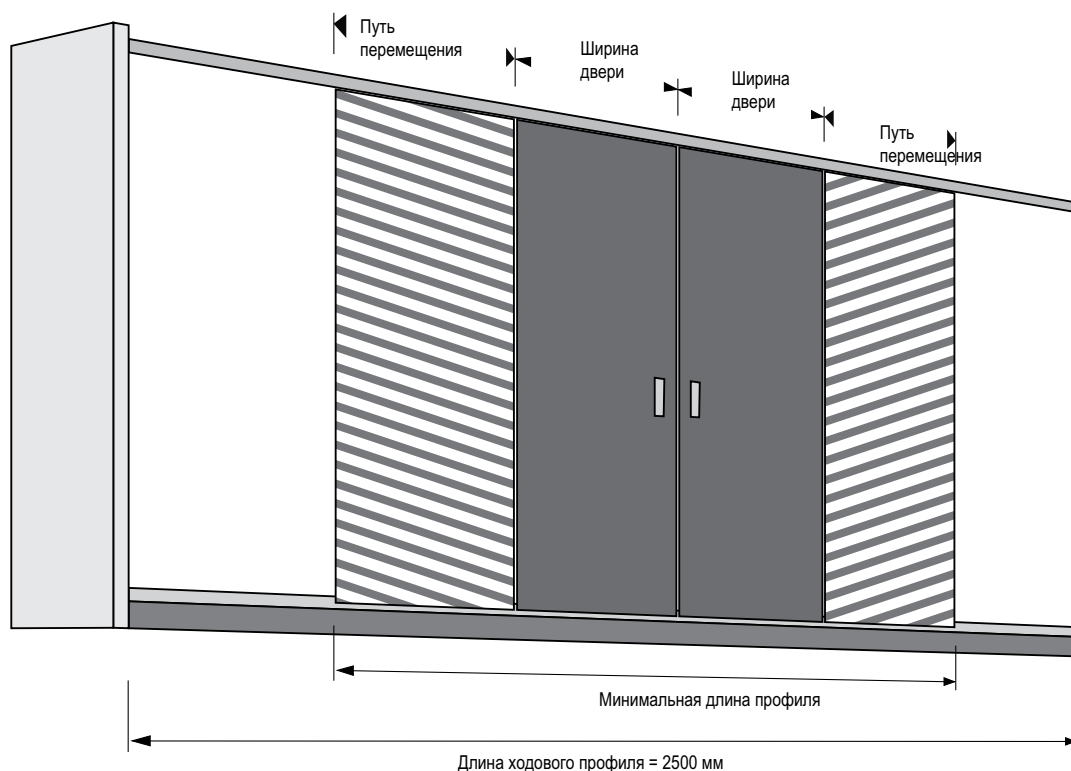 Путь
перемещения
Ширина
двери
Ширина
двери
Путь
перемещения
Минимальная длина профиля
Длина ходового профиля = 2500 мм